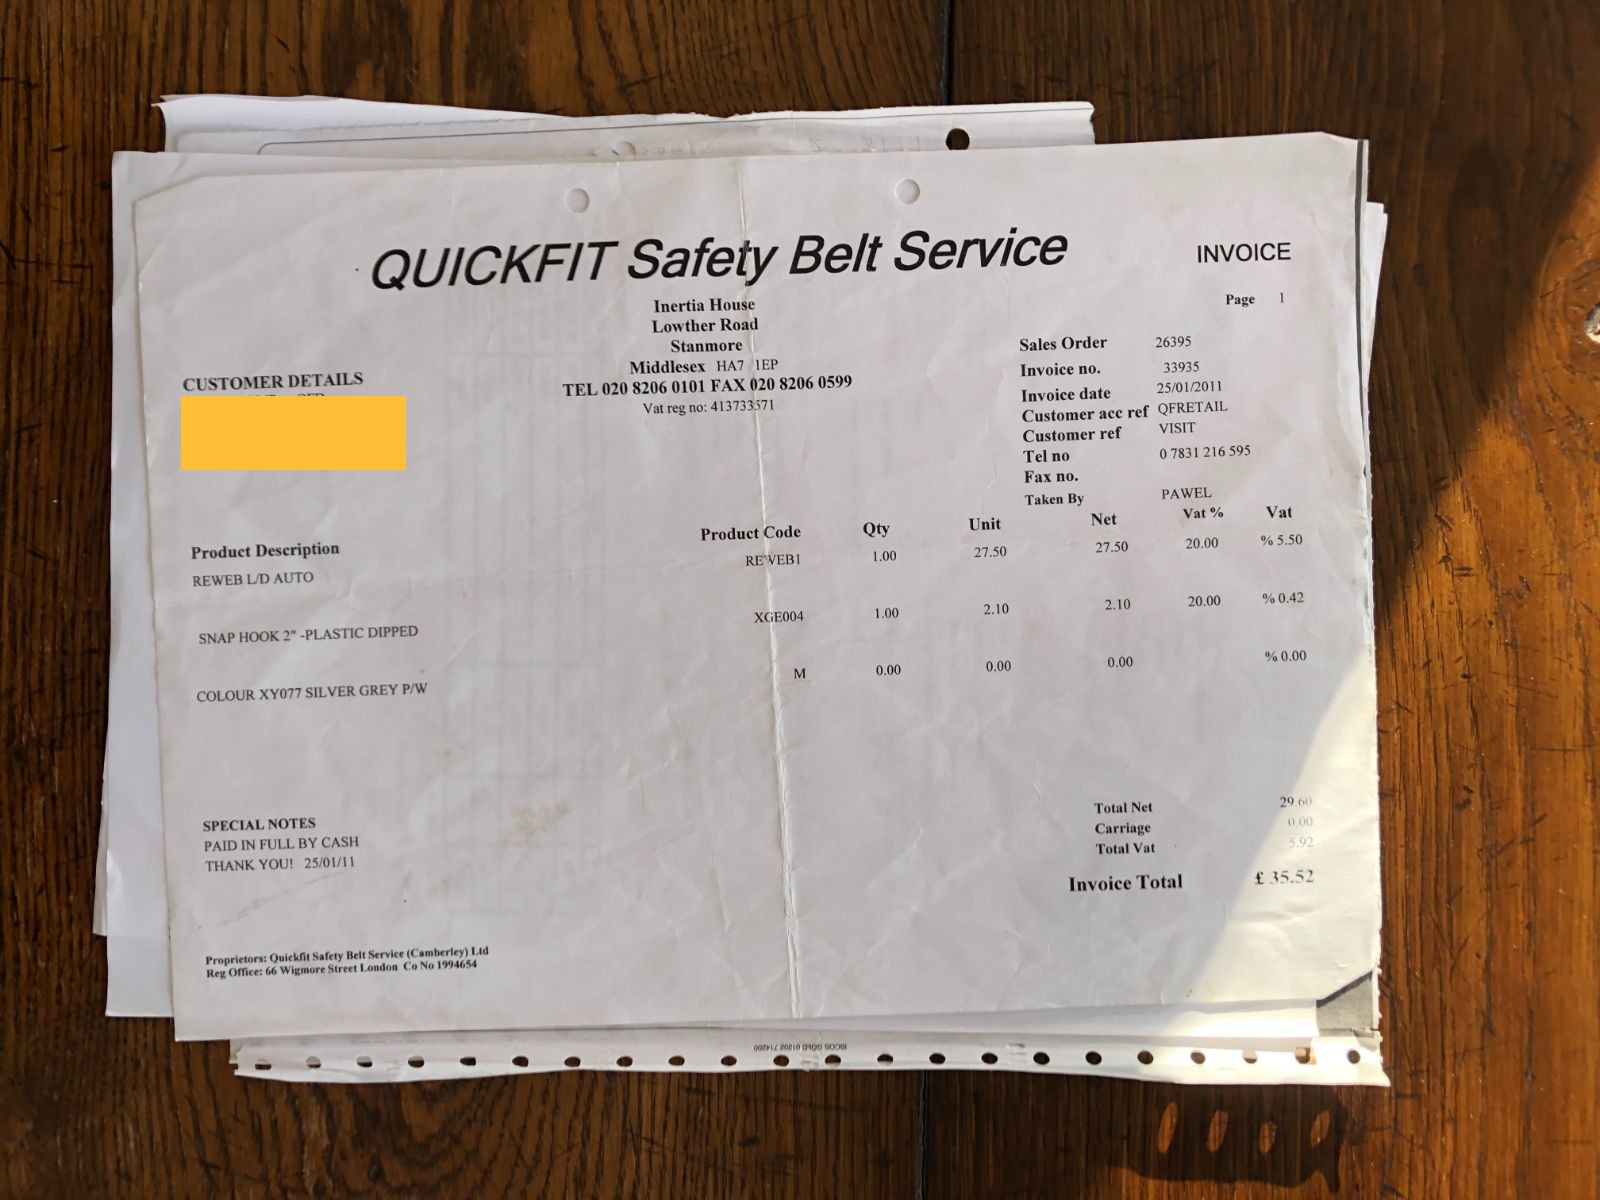 QUICKFIT Safety Belt Service
INVOICE
Inertia House
Lowther Road
Stanmore
Middlesex HA7 1EP
TEL 020 8206 0101 FAX 020 8206 0599
Vat reg no: 413733571
Page 1
Sales Order 26395
Invoice no. 33935
Invoice date 25/01/2011
Customer acc ref QFRETAIL
Customer ref VISIT
Tel no 0 7831 216 595
Fax no.
Taken By PAWEL
CUSTOMER DETAILS
Product Description Product Code Qty Unit Net Vat % Vat
REWEB L/D AUTO REWEB1 1.00 27.50 27.50 20.00 % 5.50
SNAP HOOK 2" -PLASTIC DIPPED XGE004 1.00 2.10 2.10 20.00 % 0.42
COLOUR XY077 SILVER GREY P/W M 0.00 0.00 0.00 % 0.00
SPECIAL NOTES
PAID IN FULL BY CASH
THANK YOU! 25/01/11
Total Net 29.60
Carriage 0.00
Total Vat 5.92
Invoice Total £ 35.52
Proprietors: Quickfit Safety Belt Service (Camberley) Ltd
Reg Office: 66 Wigmore Street London Co No 1994654
IBCOS GOLD 01202 714200